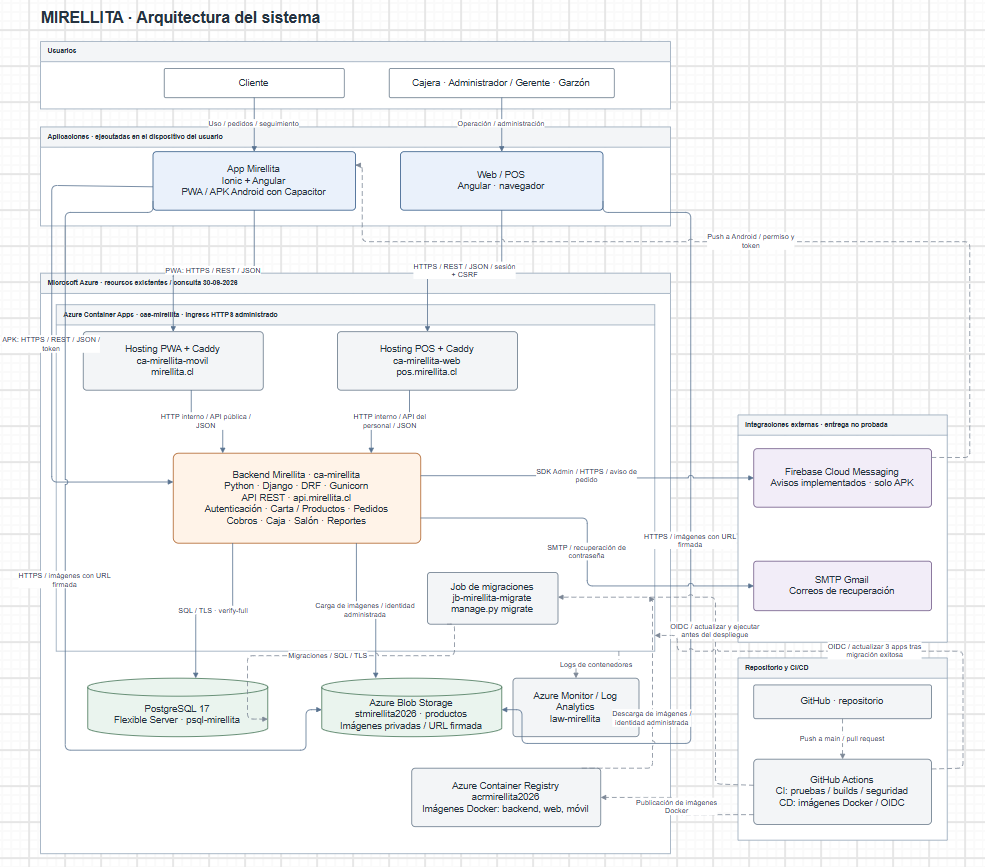 MIRELLITA · Arquitectura del sistema
Usuarios
Cliente
Cajera · Administrador / Gerente · Garzón
Uso / pedidos / seguimiento
Operación / administración
Aplicaciones · ejecutadas en el dispositivo del usuario
App Mirellita
Ionic + Angular
PWA / APK Android con Capacitor
Web / POS
Angular · navegador
Push a Android / permiso y
token
PWA: HTTPS / REST / JSON
HTTPS / REST / JSON / sesión
+ CSRF
Microsoft Azure · recursos existentes / consulta 30-08-2026
Azure Container Apps · cae-mirellita · ingress HTTPS administrado
APK: HTTPS / REST / JSON /
token
Hosting PWA + Caddy
ca-mirellita-movil
mirellita.cl
Hosting POS + Caddy
ca-mirellita-web
pos.mirellita.cl
HTTP interno / API pública /
JSON
HTTP interno / API del
personal / JSON
Integraciones externas · entrega no probada
Backend Mirellita · ca-mirellita
Python · Django · DRF · Gunicorn
API REST · api.mirellita.cl
Autenticación · Carta / Productos · Pedidos
Cobros · Caja · Salón · Reportes
SDK Admin / HTTPS / aviso de
pedido
Firebase Cloud Messaging
Avisos implementados · solo APK
HTTPS / imágenes con URL
firmada
SMTP / recuperación de
contraseña
HTTPS / imágenes con URL
firmada
Job de migraciones
jb-mirellita-migrate
manage.py migrate
SMTP Gmail
Correos de recuperación
SQL / TLS · verify-full
Carga de imágenes / identidad
administrada
OIDC / actualizar y ejecutar
antes del despliegue
OIDC / actualizar 3 apps tras
migración exitosa
Migraciones / SQL / TLS
Logs de contenedores
Repositorio y CI/CD
PostgreSQL 17
Flexible Server · psql-mirellita
Azure Blob Storage
stmirellita2026 · productos
Imágenes privadas / URL firmada
Azure Monitor / Log
Analytics
law-mirellita
Descarga de imágenes /
identidad administrada
GitHub · repositorio
Push a main / pull request
Azure Container Registry
acrmirellita2026
Imágenes Docker: backend, web, móvil
Publicación de imágenes
Docker
GitHub Actions
CI: pruebas / builds / seguridad
CD: imágenes Docker / OIDC